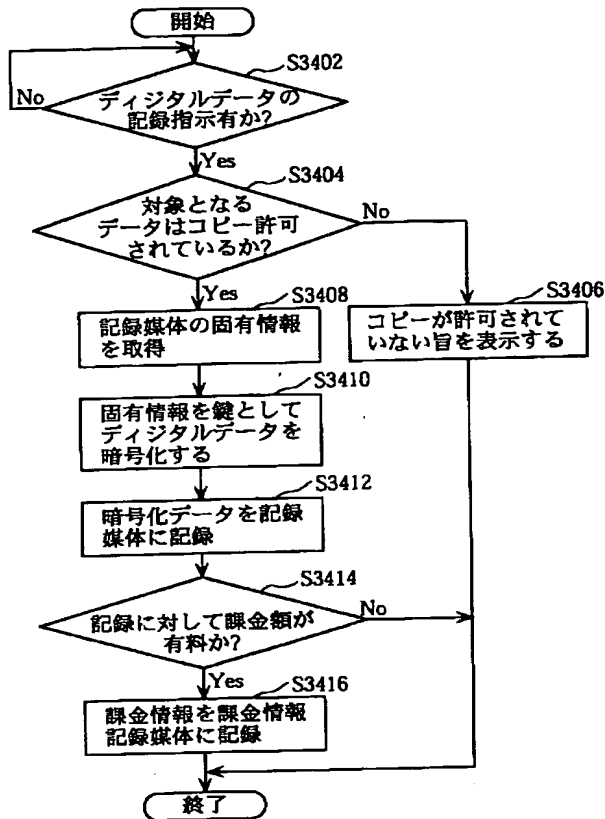 開始
S3402
ディジタルデータの
記録指示有か?
No
Yes
S3404
対象となる
データはコピー許可
されているか?
No
Yes
S3408
記録媒体の固有情報
を取得
S3406
コピーが許可されて
いない旨を表示する
S3410
固有情報を鍵として
ディジタルデータを
暗号化する
S3412
暗号化データを記録
媒体に記録
S3414
記録に対して課金額が
有料か?
No
Yes
S3416
課金情報を課金情報
記録媒体に記録
終了